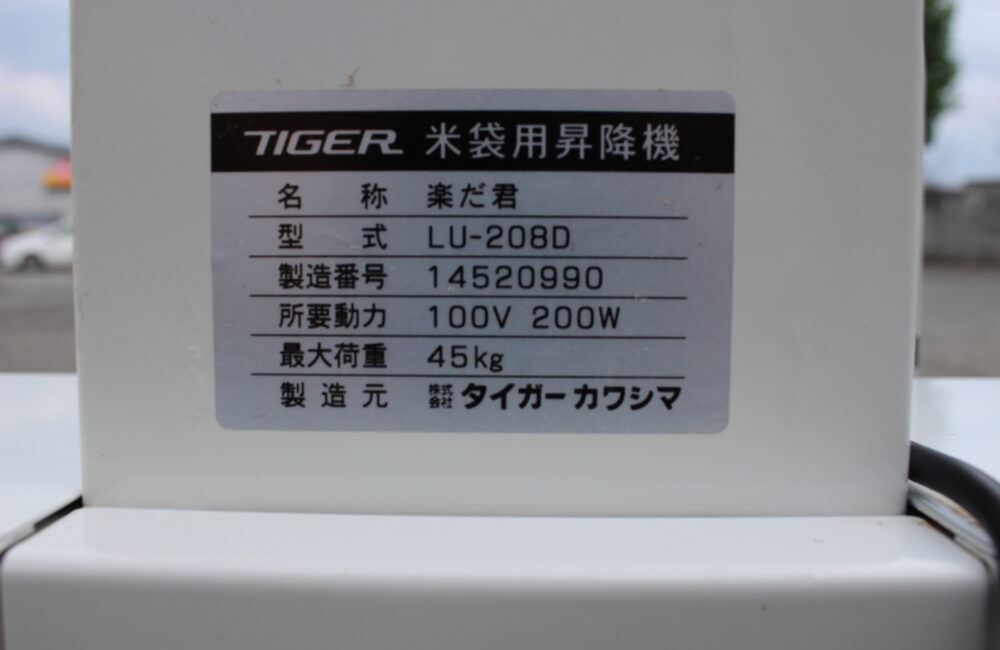 TIGER 米袋用昇降機
名称 楽だ君
型式 LU-208D
製造番号 14520990
所要動力 100V 200W
最大荷重 45kg
製造元 株式会社 タイガーカワシマ